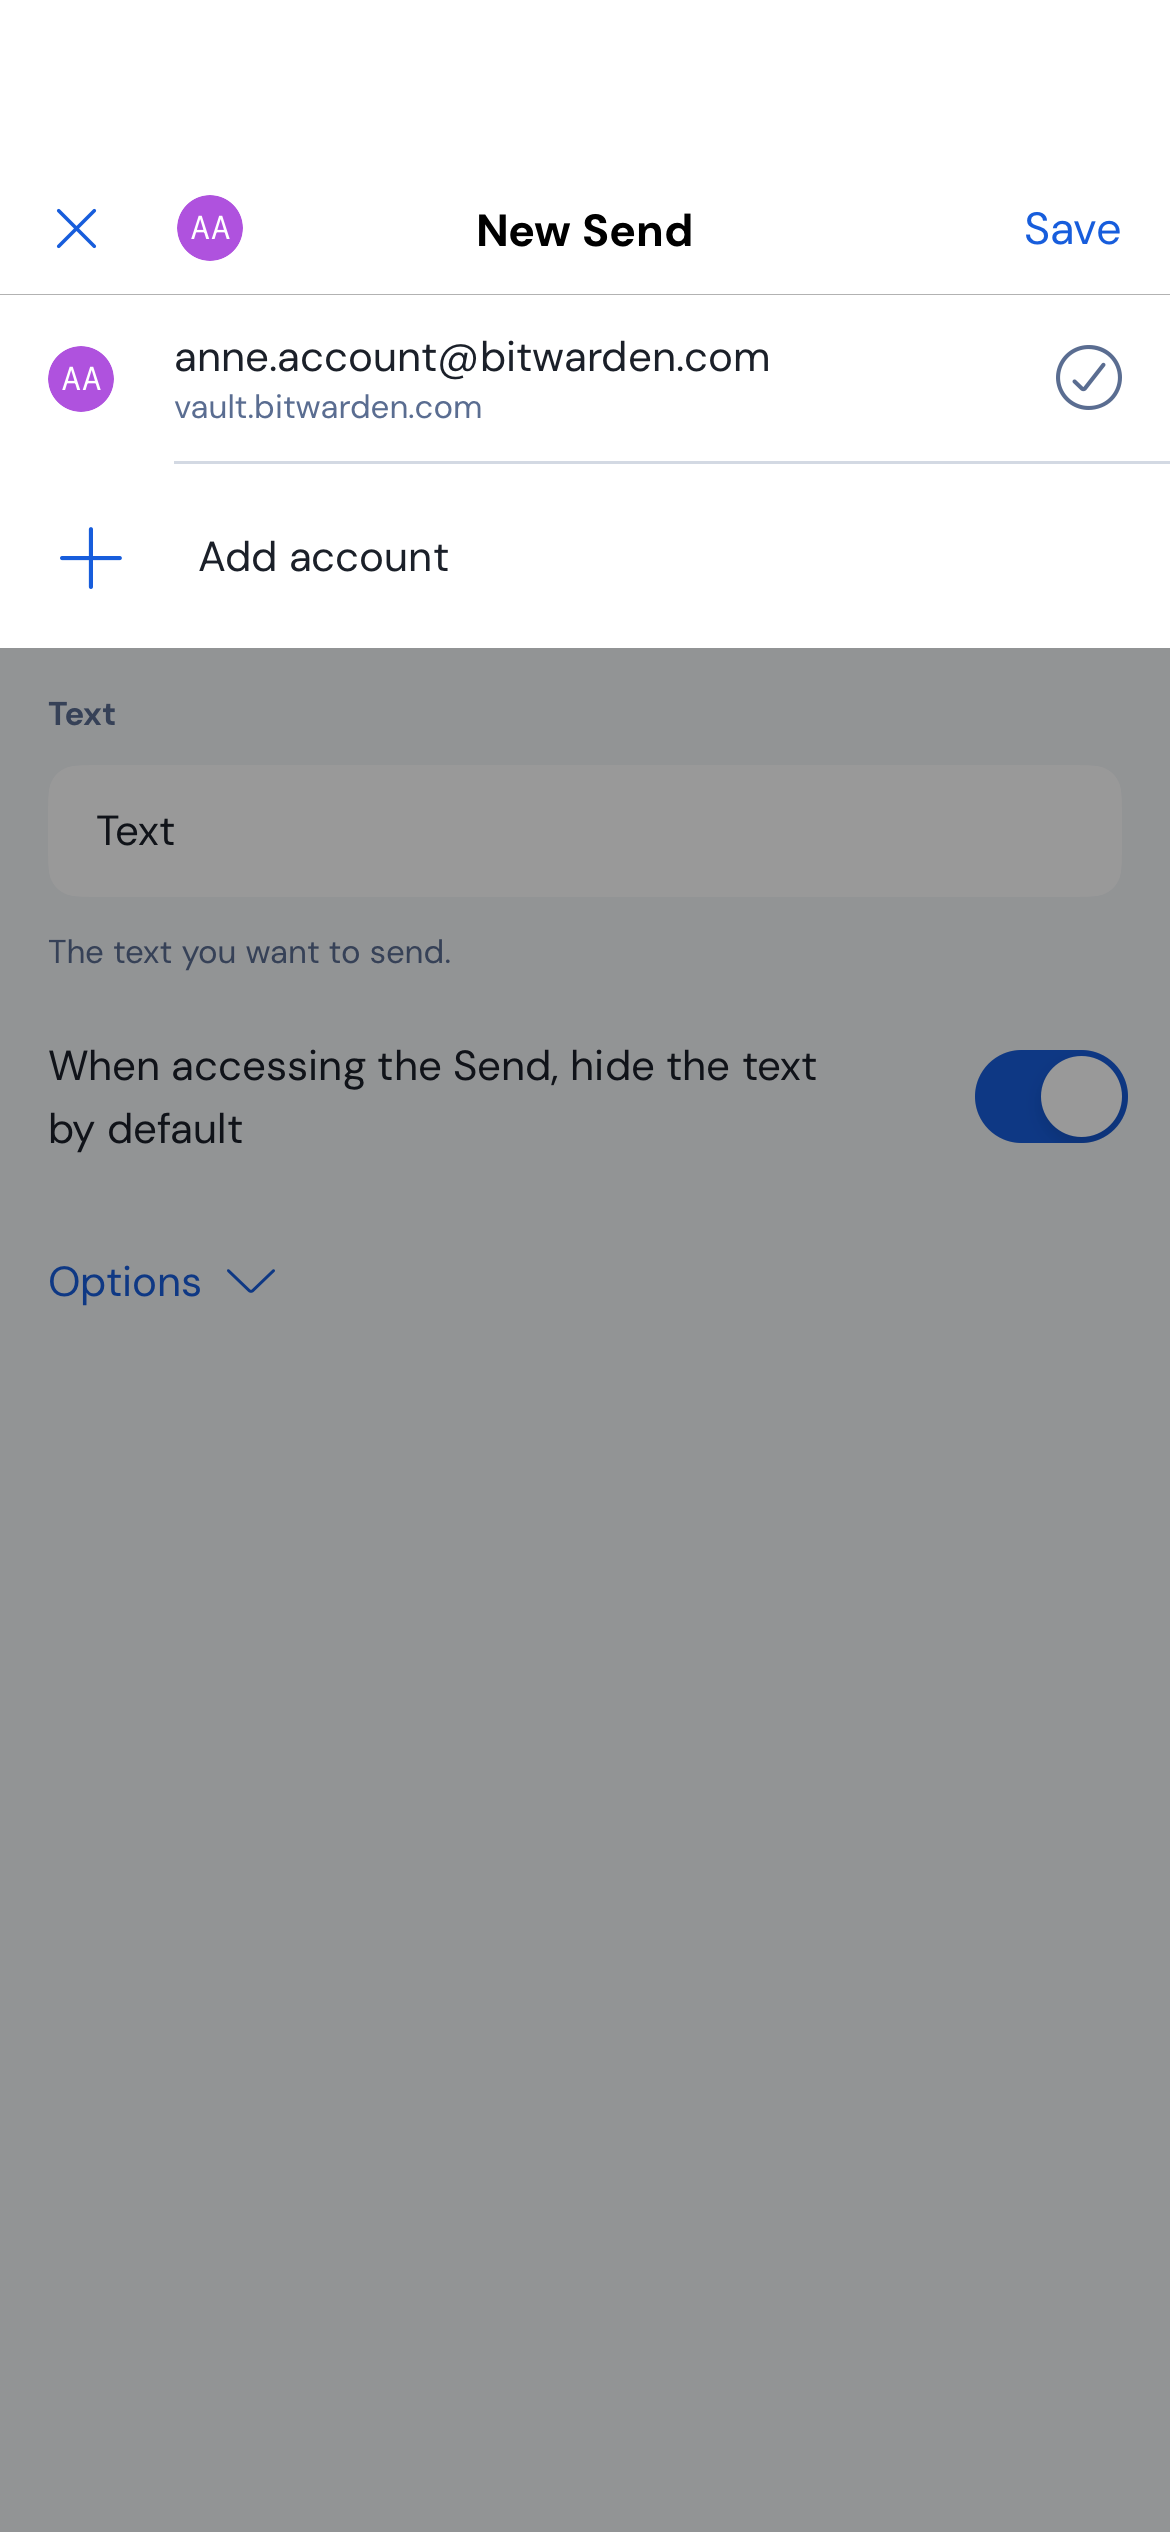 AA
New Send
Save
AA
anne.account@bitwarden.com
vault.bitwarden.com
Add account
Text
Text
The text you want to send.
When accessing the Send, hide the text
by default
Options